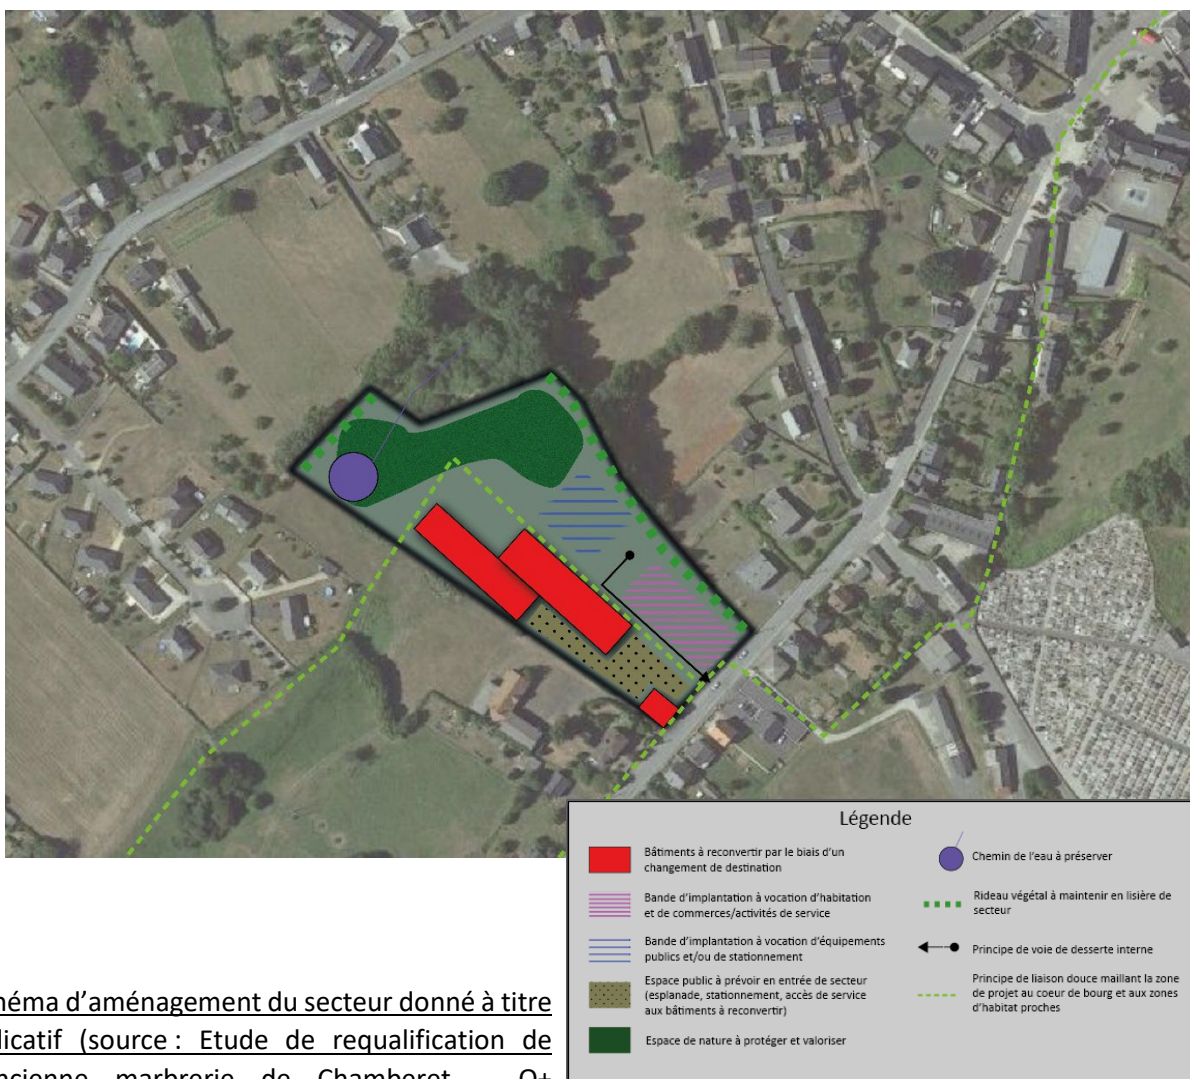 Légende
Bâtiments à reconvertir par le biais d'un
changement de destination
Bande d'implantation à vocation d'habitation
et de commerces/activités de service
Bande d'implantation à vocation d'équipements
publics et/ou de stationnement
Espace public à prévoir en entrée de secteur
(esplanade, stationnement, accès de service
aux bâtiments à reconvertir)
Espace de nature à protéger et valoriser
Chemin de l'eau à préserver
Rideau végétal à maintenir en lisière de
secteur
Principe de voie de desserte interne
Principe de liaison douce maillant la zone
de projet au coeur de bourg et aux zones
d'habitat proches
héma d'aménagement du secteur donné à titre
dicatif (source : Etude de requalification de
ncienne marbrerie de Chamberet